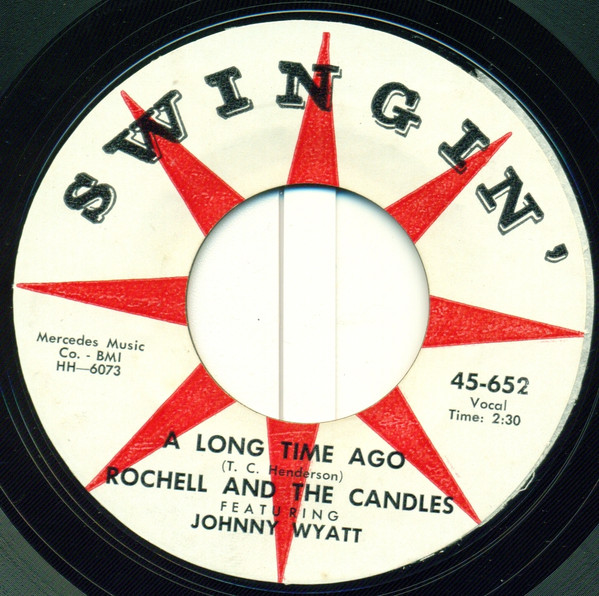 SWINGIN'
Mercedes Music
Co. - BMI
HH—6073
45-652
Vocal
Time: 2:30
A LONG TIME AGO
(T. C. Henderson)
ROCHELL AND THE CANDLES
FEATURING
JOHNNY WYATT